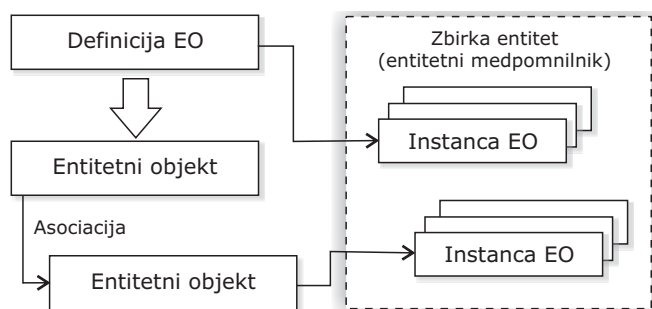 Definicija EO
Zbirka entitet
(entitetni medpomnilnik)
Instanca EO
Entitetni objekt
Asociacija
Instanca EO
Entitetni objekt